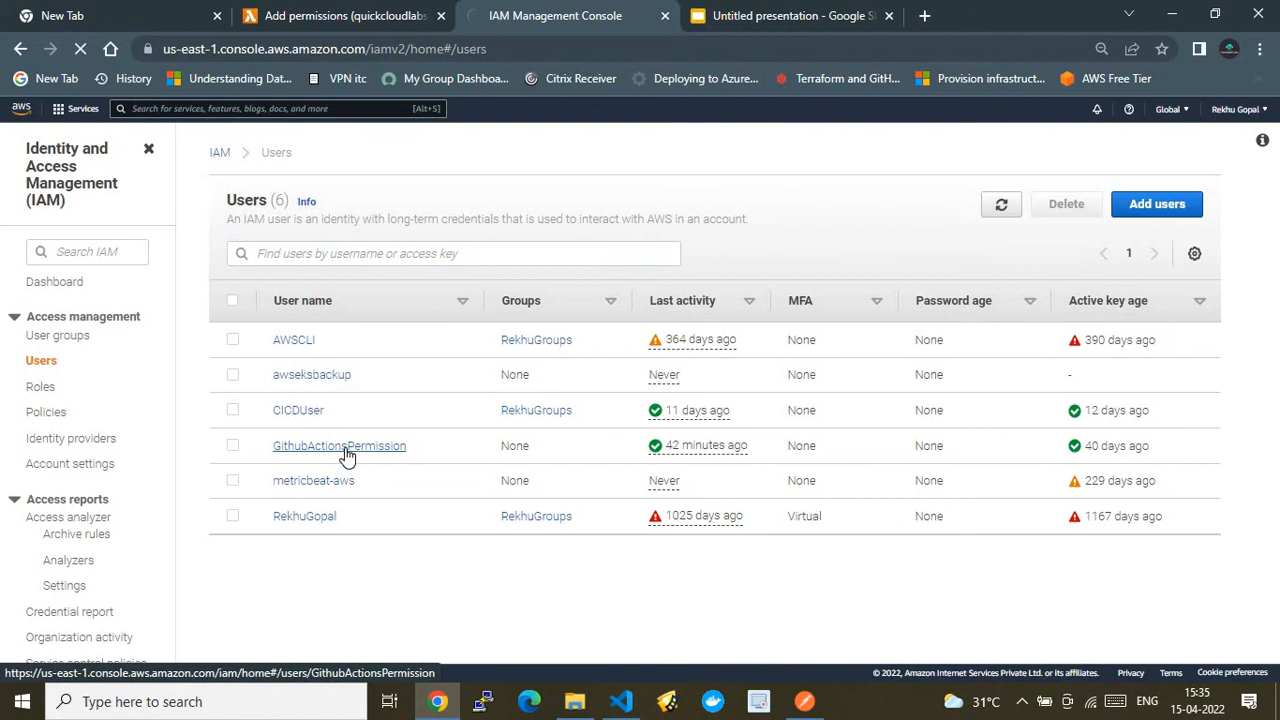 New Tab
Add permissions (quickcloudlabs
IAM Management Console
Untitled presentation - Google S
us-east-1.console.aws.amazon.com/iamv2/home#/users
New Tab
History
Understanding Dat...
VPN itc
My Group Dashboa...
Citrix Receiver
Deploying to Azure...
Terraform and GitH...
Provision infrastruct...
AWS Free Tier
aws
Services
Search for services, features, blogs, docs, and more
[Alt+S]
Global
Rekhu Gopal
Identity and
Access
Management
(IAM)
Search IAM
Dashboard
Access management
User groups
Users
Roles
Policies
Identity providers
Account settings
Access reports
Access analyzer
Archive rules
Analyzers
Settings
Credential report
Organization activity
Service control policies
IAM > Users
Users (6) Info
An IAM user is an identity with long-term credentials that is used to interact with AWS in an account.
Delete
Add users
Find users by username or access key
1
User name Groups Last activity MFA Password age Active key age
AWSCLI RekhuGroups 364 days ago None None 390 days ago
awseksbackup None Never None None -
CICDUser RekhuGroups 11 days ago None None 12 days ago
GithubActionsPermission None 42 minutes ago None None 40 days ago
metricbeat-aws None Never None None 229 days ago
RekhuGopal RekhuGroups 1025 days ago Virtual None 1167 days ago
https://us-east-1.console.aws.amazon.com/iam/home#/users/GithubActionsPermission
© 2022, Amazon Internet Services Private Ltd. or its affiliates.
Privacy
Terms
Cookie preferences
Type here to search
31°C
ENG
15:35
15-04-2022